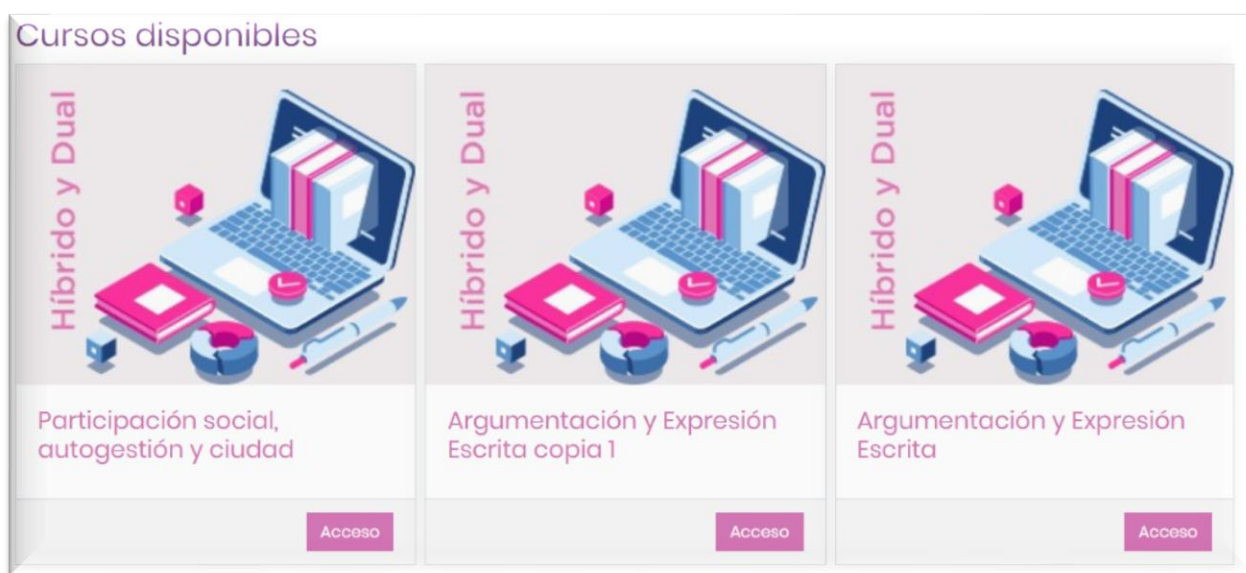 Cursos disponibles
Híbrido y Dual
Participación social,
autogestión y ciudad
Acceso
Híbrido y Dual
Argumentación y Expresión
Escrita copia 1
Acceso
Híbrido y Dual
Argumentación y Expresión
Escrita
Acceso